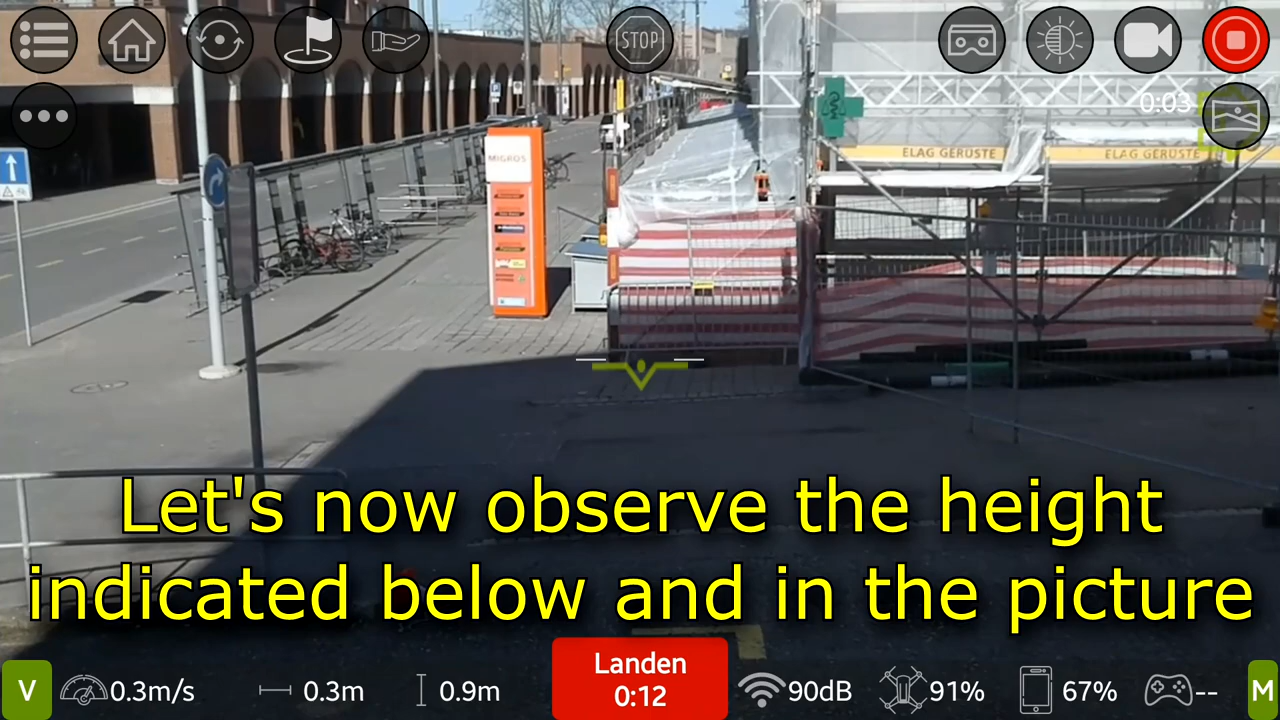 STOP
0:03
MIGROS
ELAG GERÜSTE
ELAG GERÜSTE
Let's now observe the height
indicated below and in the picture
V
0.3m/s
0.3m
0.9m
Landen
0:12
90dB
91%
67%
--
M